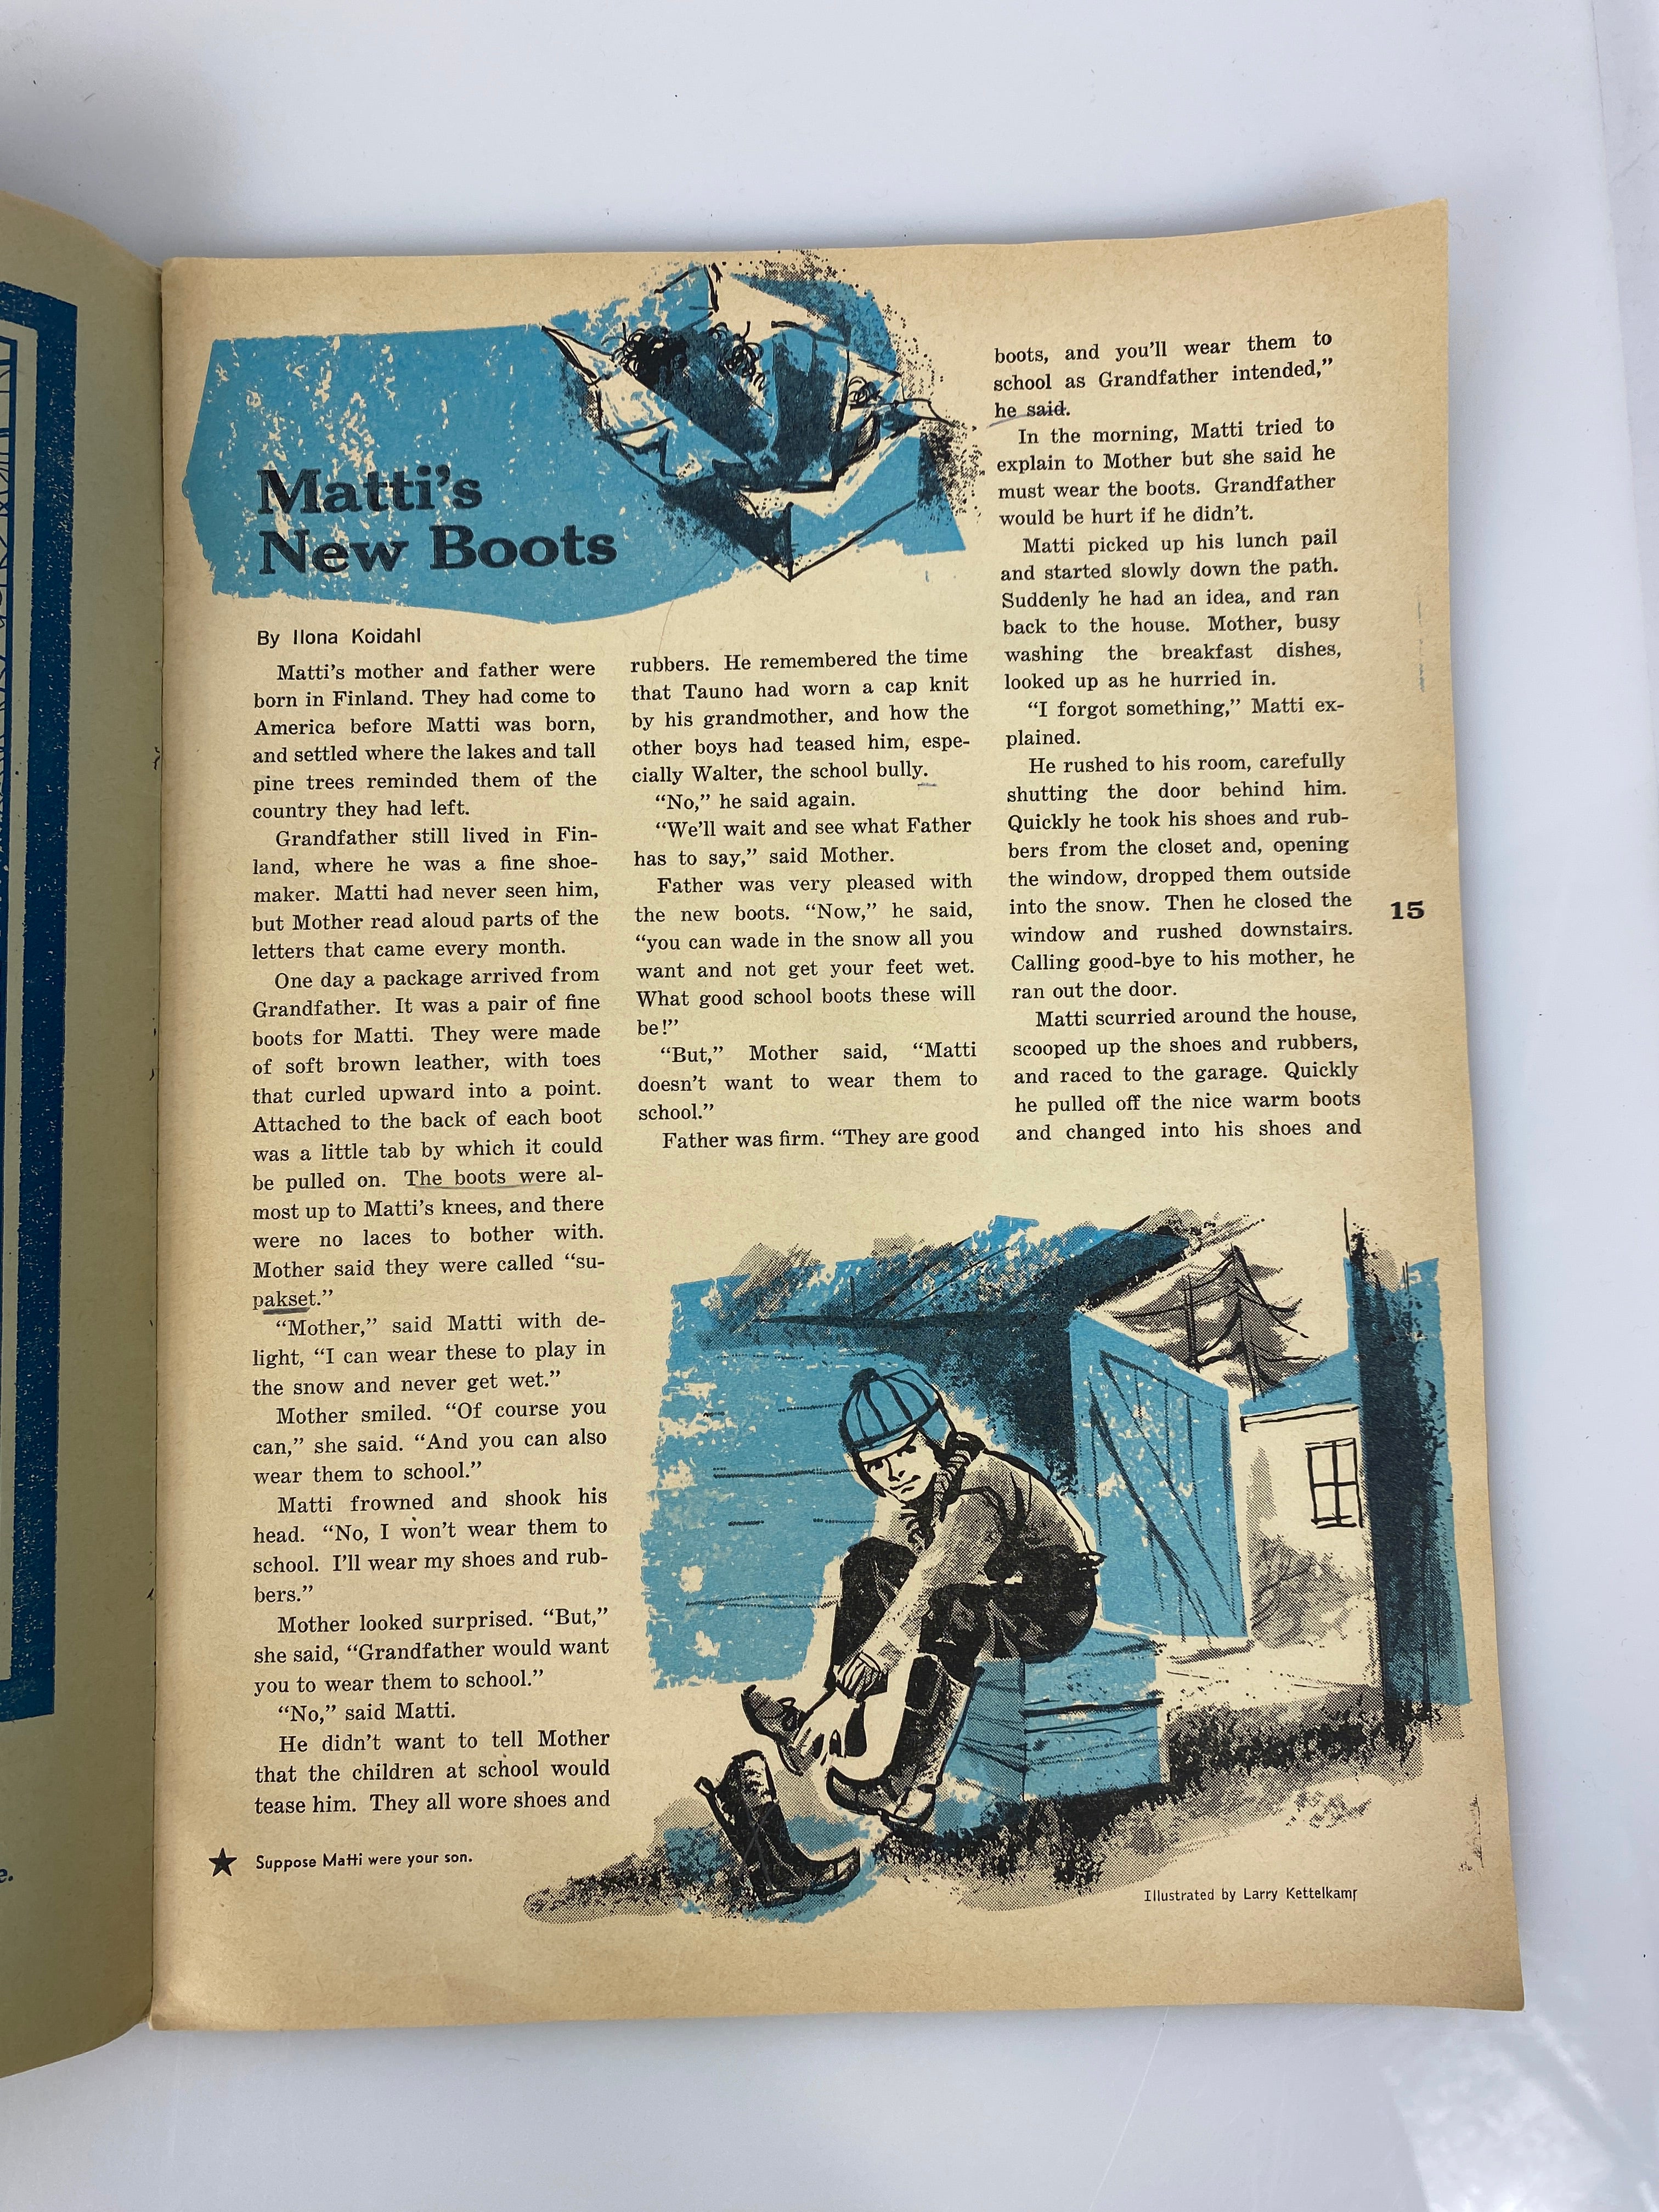 Matti's
New Boots
By Ilona Koidahl
Matti's mother and father were
born in Finland. They had come to
America before Matti was born,
and settled where the lakes and tall
pine trees reminded them of the
country they had left.
Grandfather still lived in Fin-
land, where he was a fine shoe-
maker. Matti had never seen him,
but Mother read aloud parts of the
letters that came every month.
One day a package arrived from
Grandfather. It was a pair of fine
boots for Matti. They were made
of soft brown leather, with toes
that curled upward into a point.
Attached to the back of each boot
was a little tab by which it could
be pulled on. The boots were al-
most up to Matti's knees, and there
were no laces to bother with.
Mother said they were called “su-
pakset.”
“Mother,” said Matti with de-
light, “I can wear these to play in
the snow and never get wet.”
Mother smiled. “Of course you
can,” she said. “And you can also
wear them to school.”
Matti frowned and shook his
head. “No, I won't wear them to
school. I'll wear my shoes and rub-
bers.”
Mother looked surprised. “But,”
she said, “Grandfather would want
you to wear them to school.”
“No,” said Matti.
He didn't want to tell Mother
that the children at school would
tease him. They all wore shoes and
rubbers. He remembered the time
that Tauno had worn a cap knit
by his grandmother, and how the
other boys had teased him, espe-
cially Walter, the school bully.
“No,” he said again.
“We'll wait and see what Father
has to say,” said Mother.
Father was very pleased with
the new boots. “Now,” he said,
“you can wade in the snow all you
want and not get your feet wet.
What good school boots these will
be!”
“But,” Mother said, “Matti
doesn't want to wear them to
school.”
Father was firm. “They are good
boots, and you'll wear them to
school as Grandfather intended,”
he said.
In the morning, Matti tried to
explain to Mother but she said he
must wear the boots. Grandfather
would be hurt if he didn't.
Matti picked up his lunch pail
and started slowly down the path.
Suddenly he had an idea, and ran
back to the house. Mother, busy
washing the breakfast dishes,
looked up as he hurried in.
“I forgot something,” Matti ex-
plained.
He rushed to his room, carefully
shutting the door behind him.
Quickly he took his shoes and rub-
bers from the closet and, opening
the window, dropped them outside
into the snow. Then he closed the
window and rushed downstairs.
Calling good-bye to his mother, he
ran out the door.
Matti scurried around the house,
scooped up the shoes and rubbers,
and raced to the garage. Quickly
he pulled off the nice warm boots
and changed into his shoes and
15
★ Suppose Matti were your son.
Illustrated by Larry Kettelkamp
e.